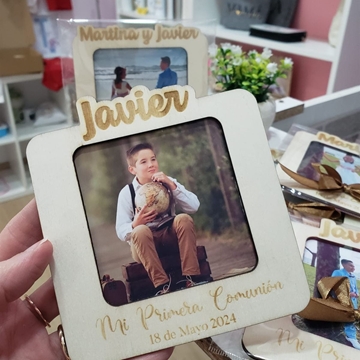 Martina y Javier
Javier
Mi Primera Comunión
18 de Mayo 2024